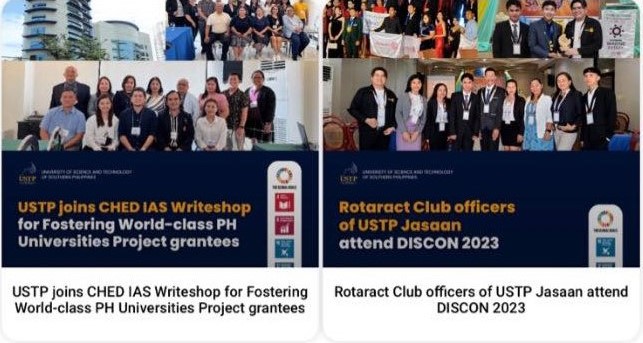 USTP
UNIVERSITY OF SCIENCE AND TECHNOLOGY
OF SOUTHERN PHILIPPINES
USTP joins CHED IAS Writeshop
for Fostering World-class PH
Universities Project grantees
USTP joins CHED IAS Writeshop for Fostering
World-class PH Universities Project grantees
USTP
UNIVERSITY OF SCIENCE AND TECHNOLOGY
OF SOUTHERN PHILIPPINES
Rotaract Club officers
of USTP Jasaan
attend DISCON 2023
Rotaract Club officers of USTP Jasaan attend
DISCON 2023